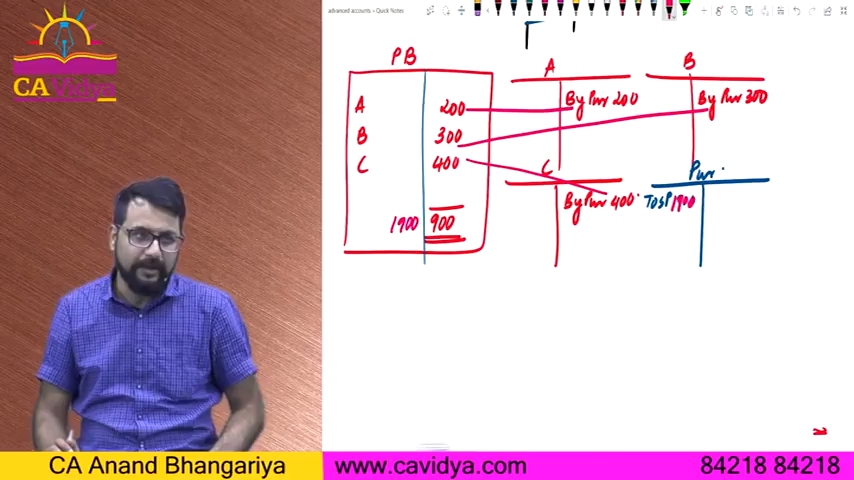 advanced accounts - Quick Notes
CA Vidya
PB
A 200
B 300
C 400
1900 900
A
By Pur 200
B
By Pur 300
C
By Pur 400
Pur
To SP 1900
CA Anand Bhangariya
www.cavidya.com
84218 84218